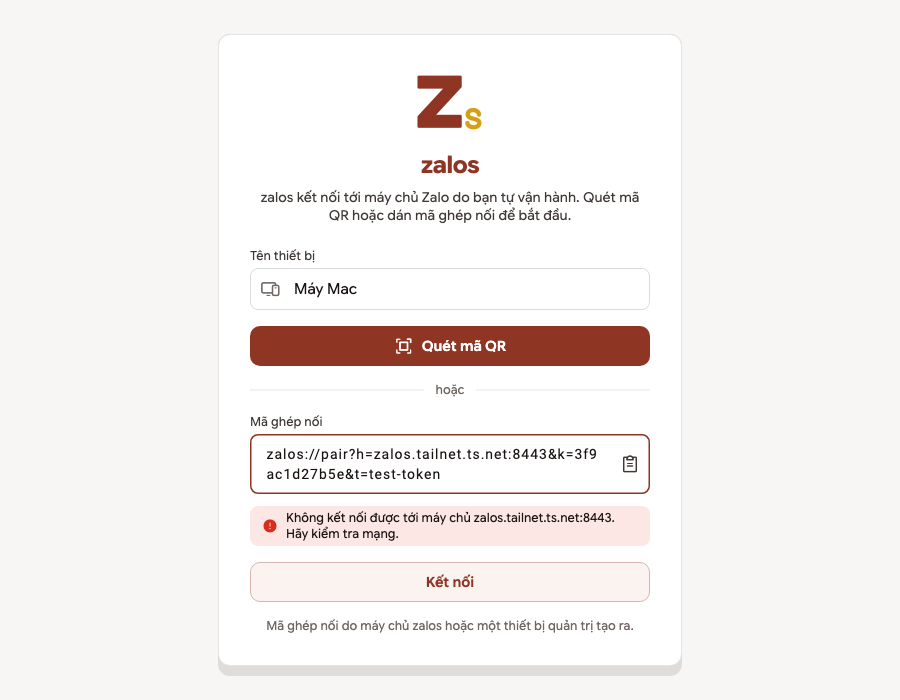 Zs
zalos
zalos kết nối tới máy chủ Zalo do bạn tự vận hành. Quét mã
QR hoặc dán mã ghép nối để bắt đầu.
Tên thiết bị
Máy Mac
Quét mã QR
hoặc
Mã ghép nối
zalos://pair?h=zalos.tailnet.ts.net:8443&k=3f9
ac1d27b5e&t=test-token
Không kết nối được tới máy chủ zalos.tailnet.ts.net:8443.
Hãy kiểm tra mạng.
Kết nối
Mã ghép nối do máy chủ zalos hoặc một thiết bị quản trị tạo ra.